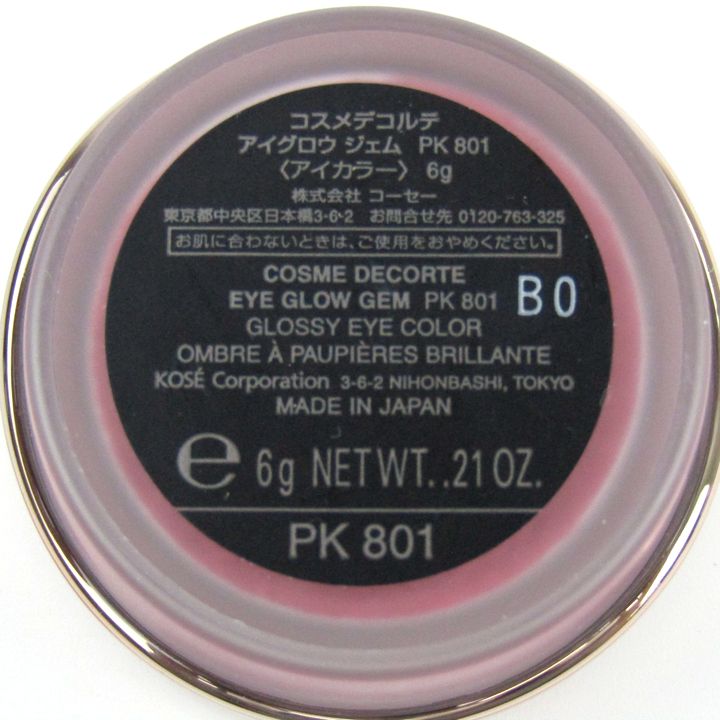 コスメデコルテ
アイグロウ ジェム PK 801
〈アイカラー〉 6g
株式会社 コーセー
東京都中央区日本橋3-6-2 お問合せ先 0120-763-325
お肌に合わないときは、ご使用をおやめください。
COSME DECORTE
EYE GLOW GEM PK 801
B0
GLOSSY EYE COLOR
OMBRE À PAUPIÈRES BRILLANTE
KOSÉ Corporation 3-6-2 NIHONBASHI, TOKYO
MADE IN JAPAN
e 6g NET WT. .21 OZ.
PK 801